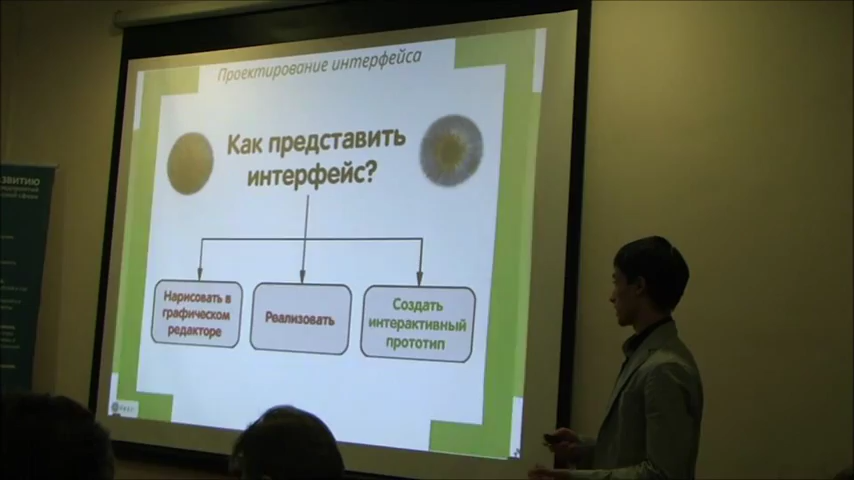 Проектирование интерфейса
Как представить
интерфейс?
Нарисовать в
графическом
редакторе
Реализовать
Создать
интерактивный
прототип